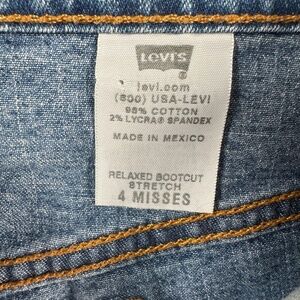 LEVI'S
®
levi.com
(800) USA-LEVI
98% COTTON
2% LYCRA® SPANDEX
MADE IN MEXICO
RELAXED BOOTCUT
STRETCH
4 MISSES